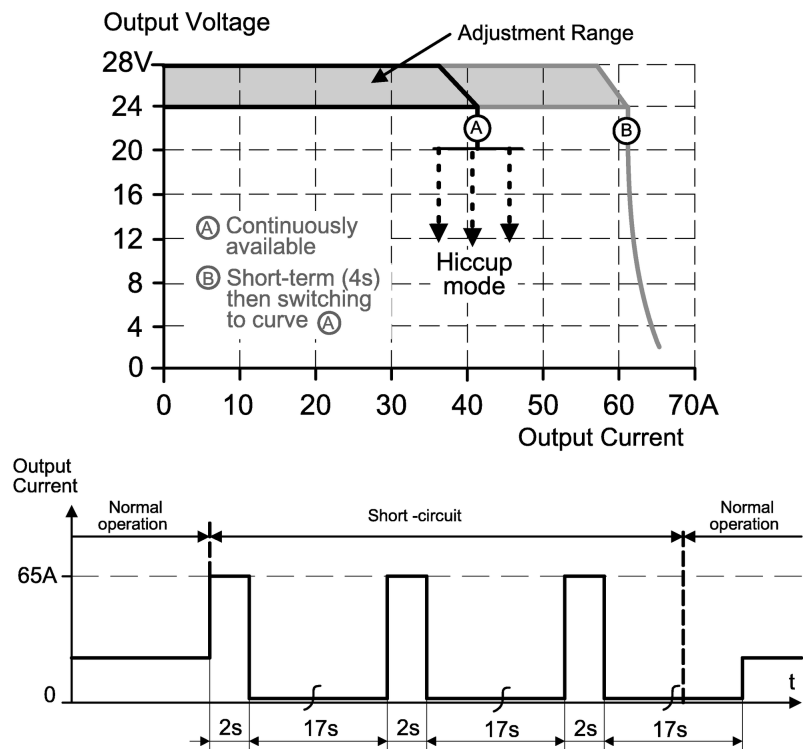 Output Voltage
Adjustment Range
28V
24
20
16
12
8
4
0
A
B
A Continuously
available
B Short-term (4s)
then switching
to curve A
Hiccup
mode
0 10 20 30 40 50 60 70A
Output Current
Output
Current
Normal
operation
Short -circuit
Normal
operation
65A
0
t
2s 17s 2s 17s 2s 17s